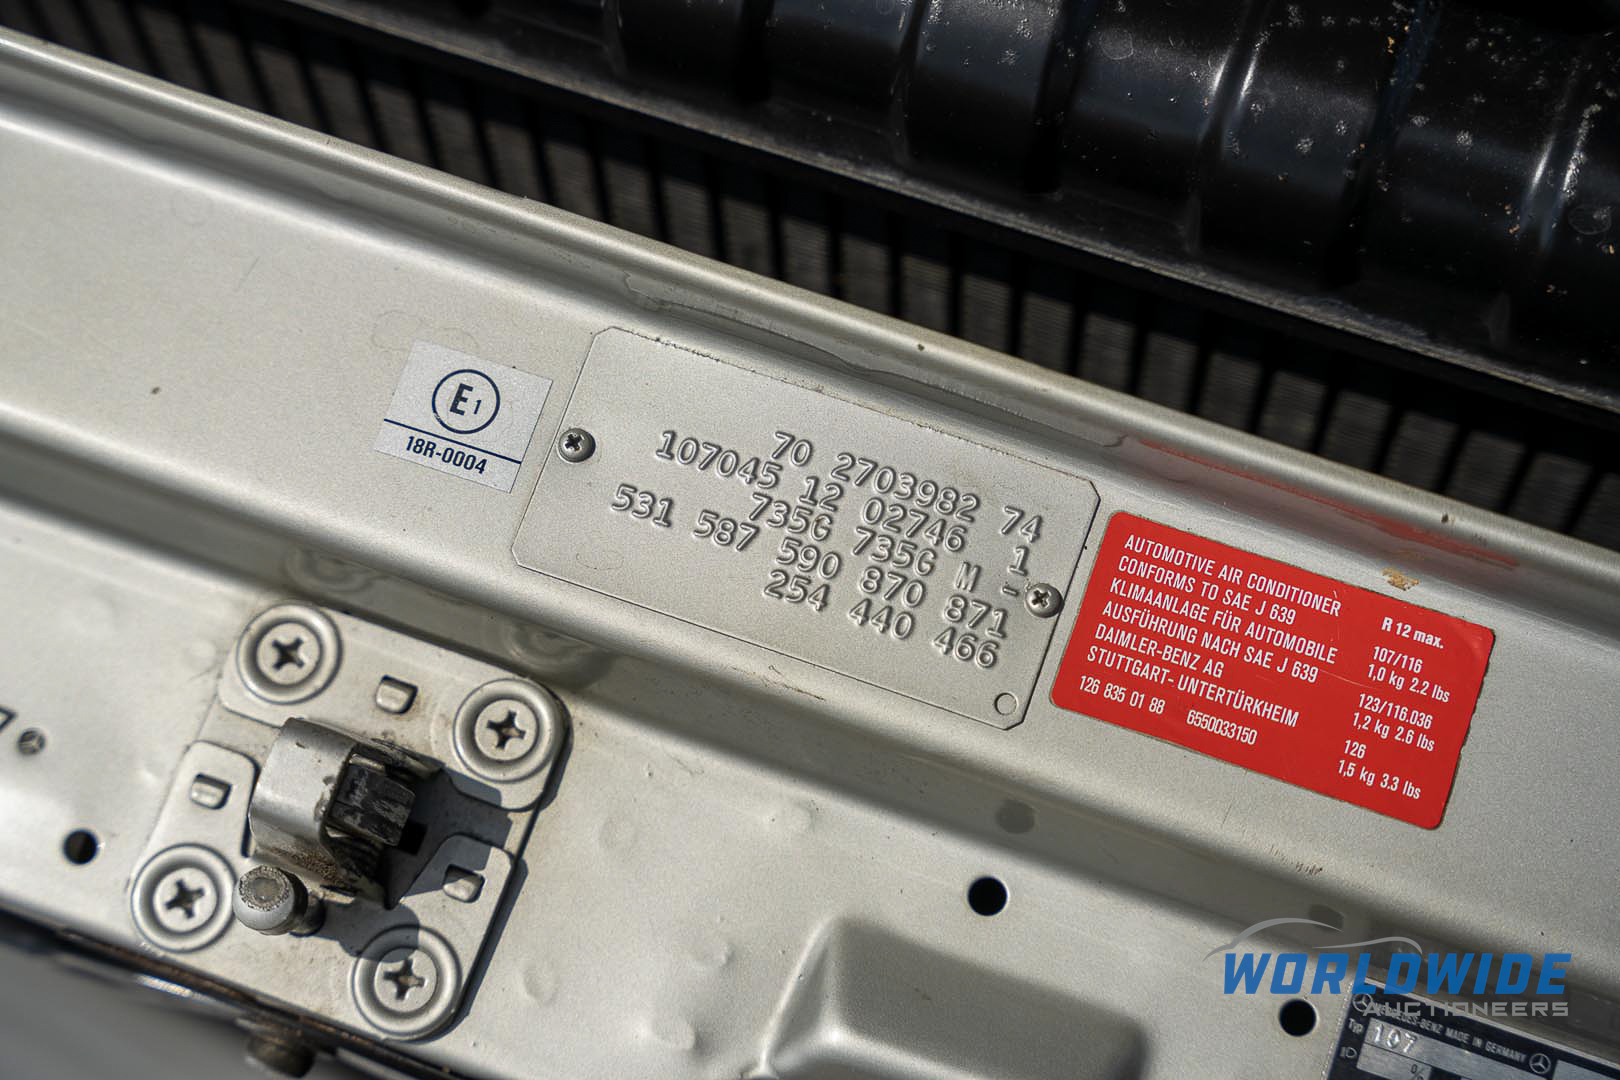 E1
18R-0004
70 2703982 74
107045 12 02746 1
735G 735G M -
531 587 590 870 871
254 440 466
AUTOMOTIVE AIR CONDITIONER
CONFORMS TO SAE J 639
KLIMAANLAGE FÜR AUTOMOBILE
AUSFÜHRUNG NACH SAE J 639
DAIMLER-BENZ AG
STUTTGART- UNTERTÜRKHEIM
126 835 01 88 6550033150
R 12 max.
107/116
1,0 kg 2.2 lbs
123/116.036
1,2 kg 2.6 lbs
126
1,5 kg 3.3 lbs
WORLDWIDE
AUCTIONEERS
MERCEDES-BENZ MADE IN GERMANY
Typ 107
%